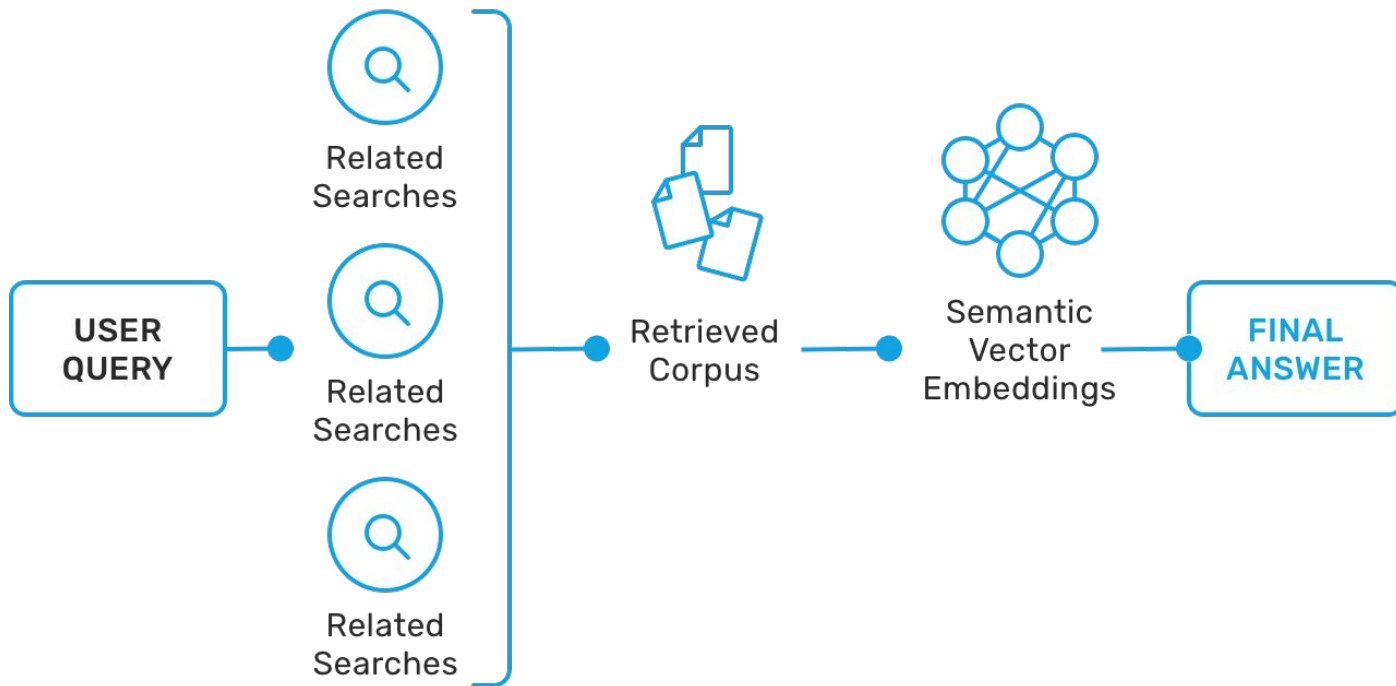 Related
Searches
USER
QUERY
Related
Searches
Related
Searches
Retrieved
Corpus
Semantic
Vector
Embeddings
FINAL
ANSWER